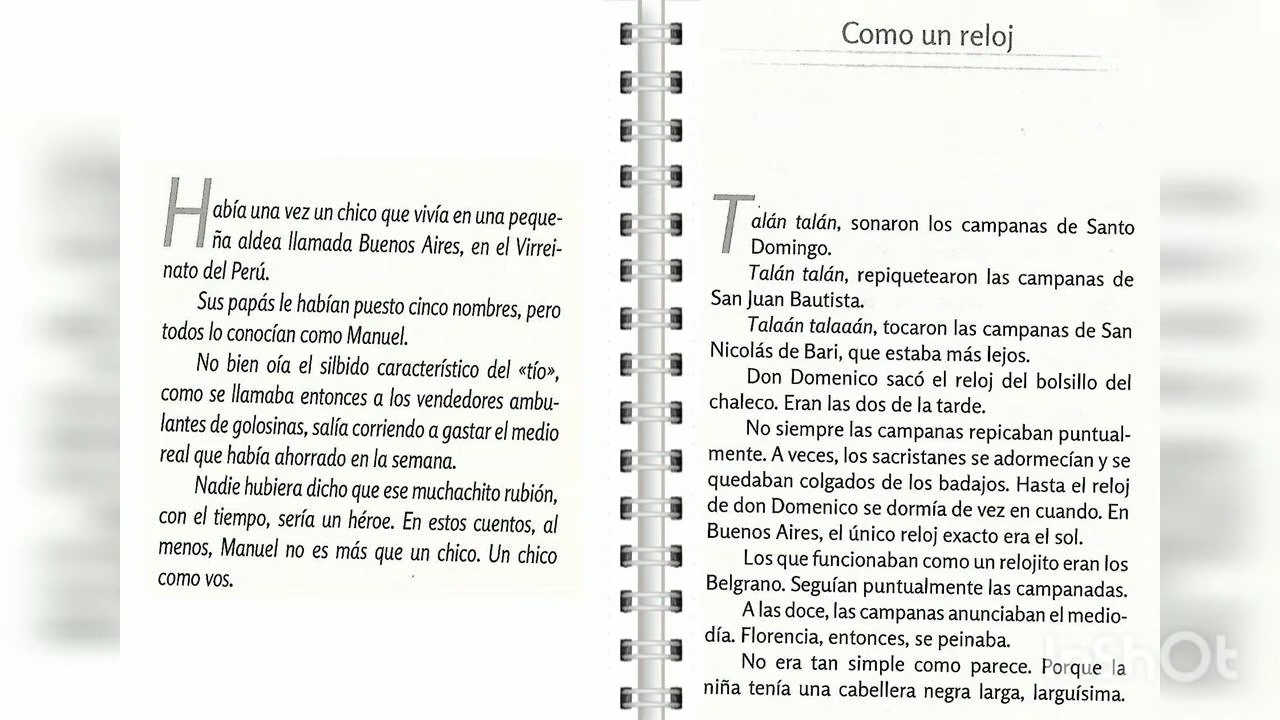 Había una vez un chico que vivía en una peque-
ña aldea llamada Buenos Aires, en el Virrei-
nato del Perú.
Sus papás le habían puesto cinco nombres, pero
todos lo conocían como Manuel.
No bien oía el silbido característico del «tío»,
como se llamaba entonces a los vendedores ambu-
lantes de golosinas, salía corriendo a gastar el medio
real que había ahorrado en la semana.
Nadie hubiera dicho que ese muchachito rubión,
con el tiempo, sería un héroe. En estos cuentos, al
menos, Manuel no es más que un chico. Un chico
como vos.
Como un reloj
Talán talán, sonaron los campanas de Santo
Domingo.
Talán talán, repiquetearon las campanas de
San Juan Bautista.
Talaán talaaán, tocaron las campanas de San
Nicolás de Bari, que estaba más lejos.
Don Domenico sacó el reloj del bolsillo del
chaleco. Eran las dos de la tarde.
No siempre las campanas repicaban puntual-
mente. A veces, los sacristanes se adormecían y se
quedaban colgados de los badajos. Hasta el reloj
de don Domenico se dormía de vez en cuando. En
Buenos Aires, el único reloj exacto era el sol.
Los que funcionaban como un relojito eran los
Belgrano. Seguían puntualmente las campanadas.
A las doce, las campanas anunciaban el medio-
día. Florencia, entonces, se peinaba.
No era tan simple como parece. Porque la
niña tenía una cabellera negra larga, larguísima.
InShOt